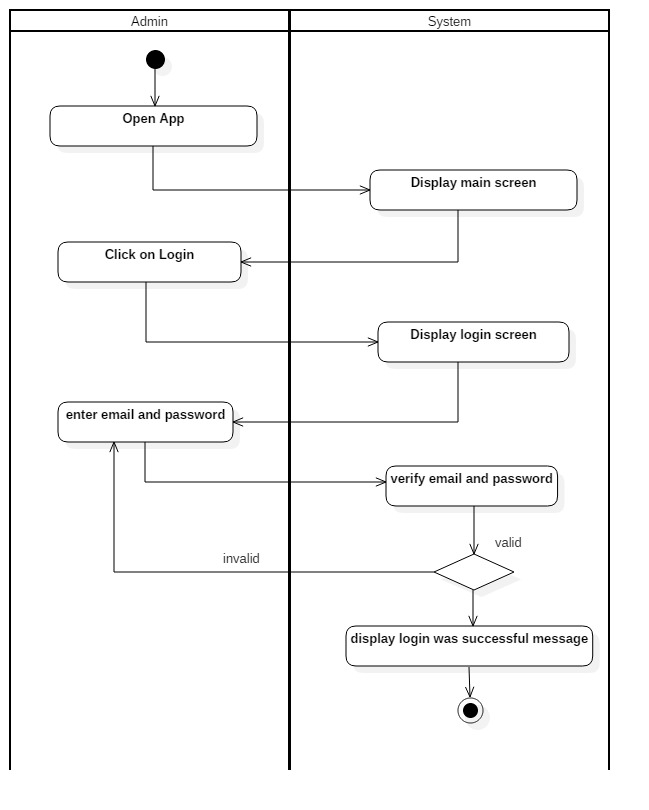 Admin
System
Open App
Display main screen
Click on Login
Display login screen
enter email and password
verify email and password
valid
invalid
display login was successful message